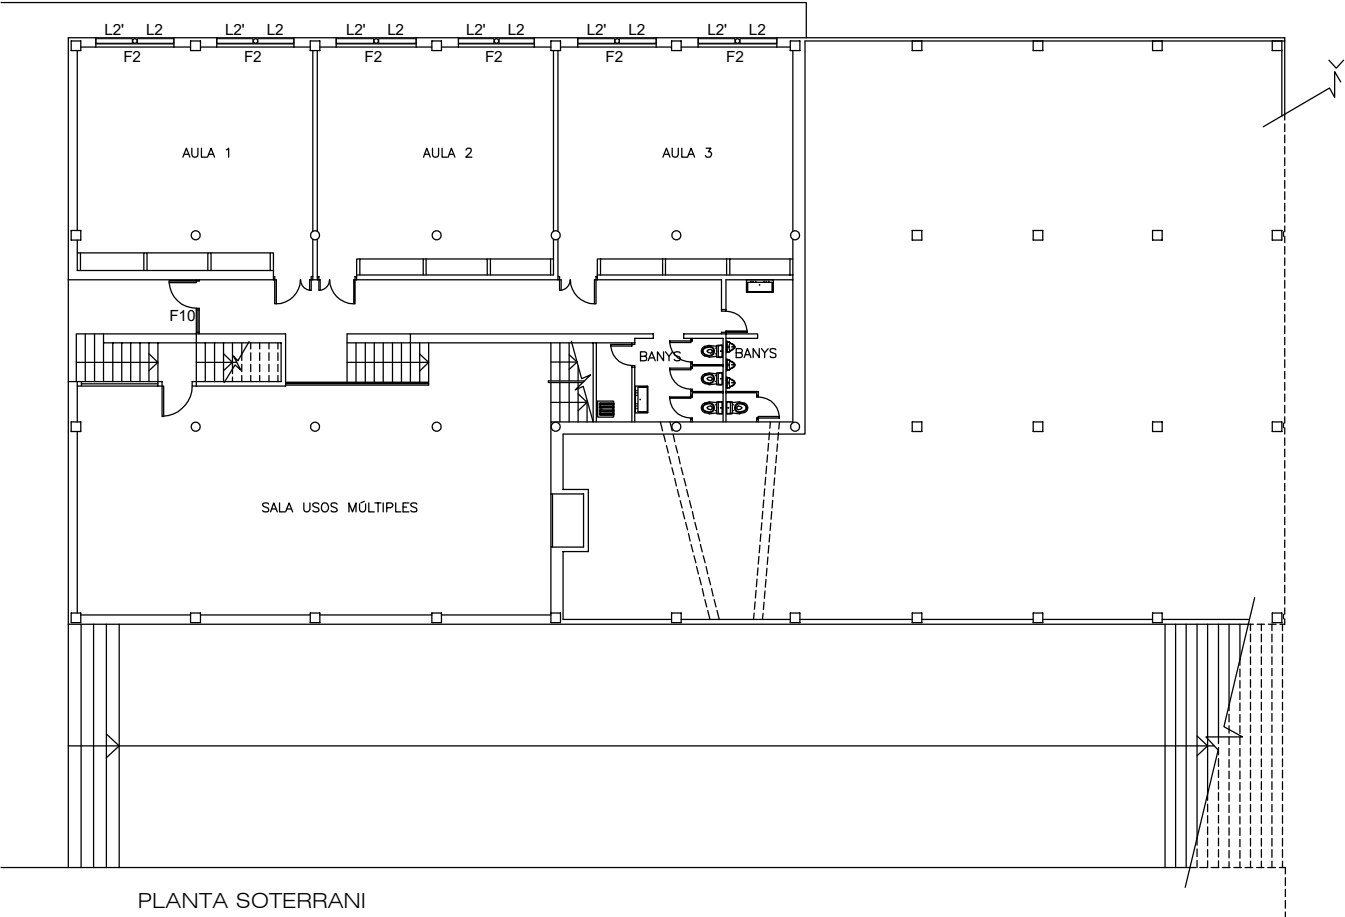 L2' L2 L2' L2 L2' L2 L2' L2 L2' L2 L2' L2
F2 F2 F2 F2 F2 F2
AULA 1 AULA 2 AULA 3
F10
BANYS BANYS
SALA USOS MÚLTIPLES
PLANTA SOTERRANI